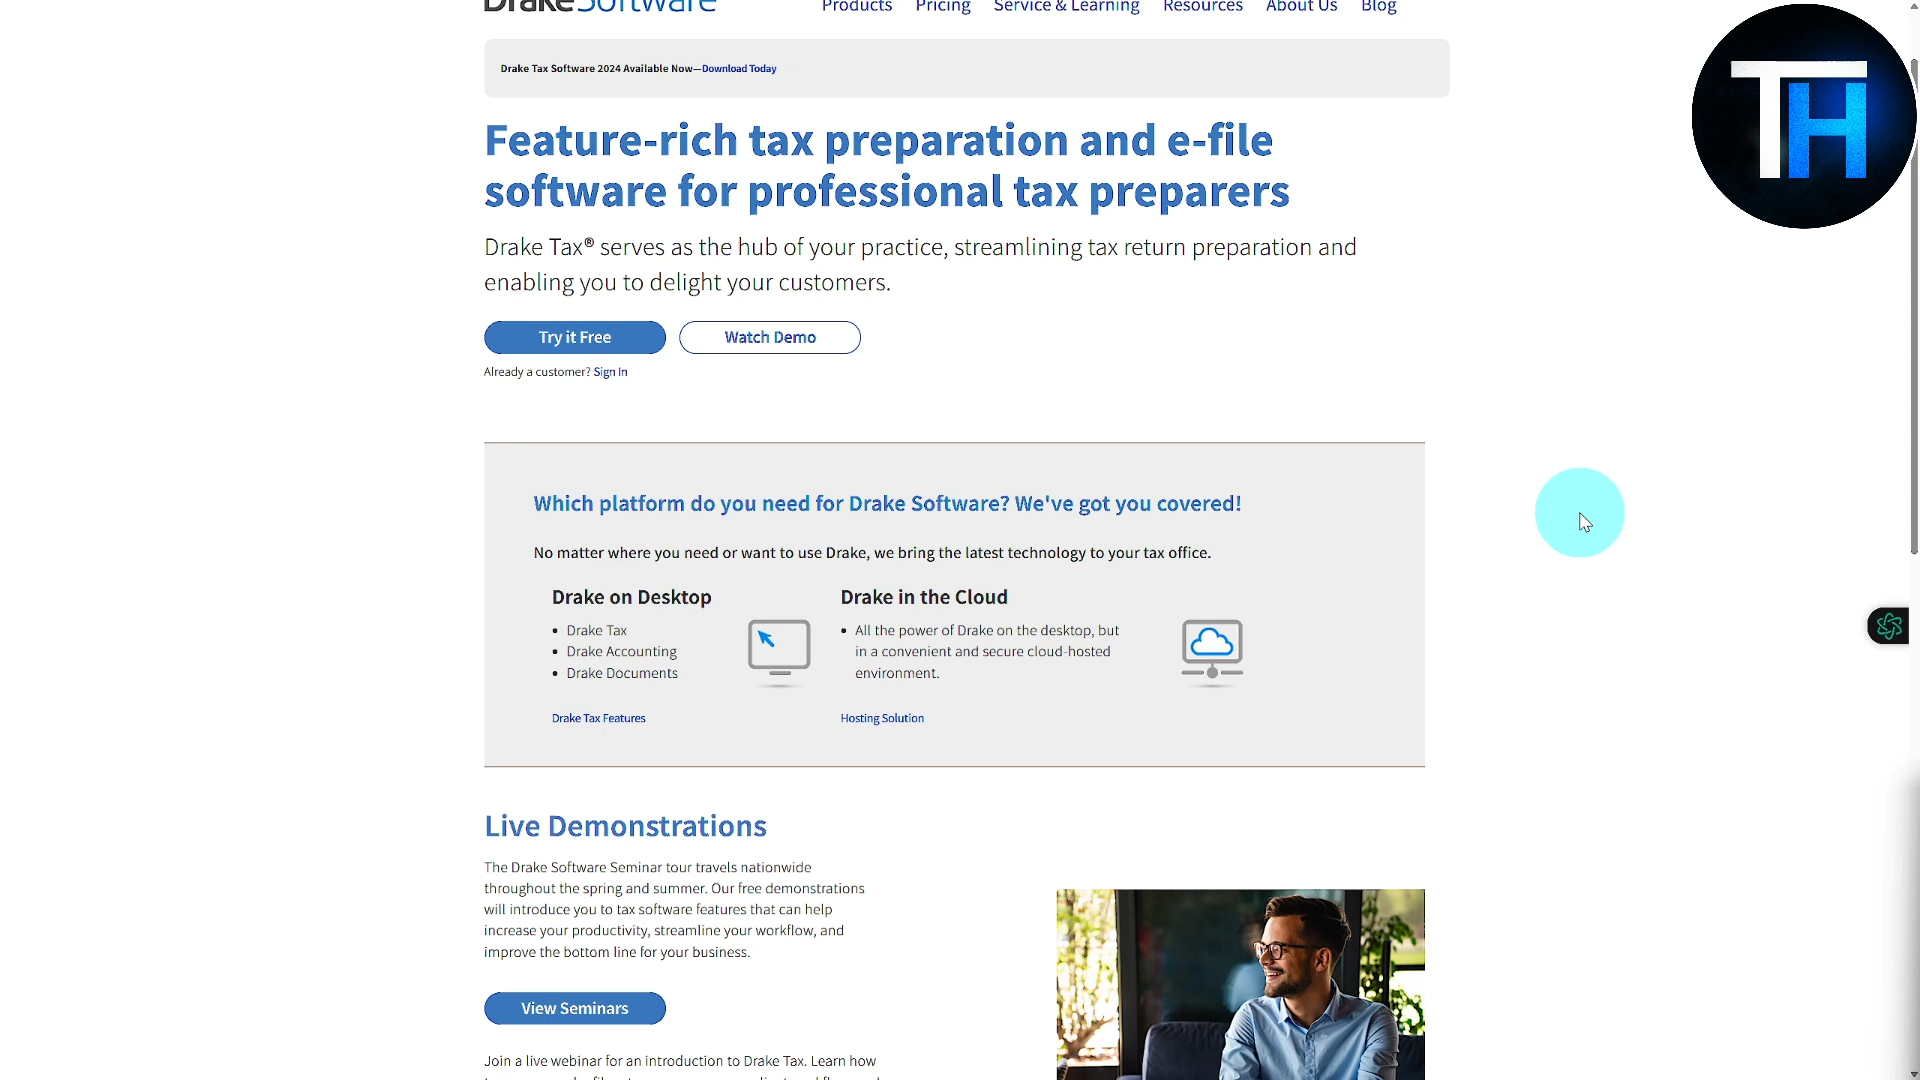 DrakeSoftware
Products Pricing Service & Learning Resources About Us Blog
TH
Drake Tax Software 2024 Available Now—Download Today
Feature-rich tax preparation and e-file
software for professional tax preparers
Drake Tax® serves as the hub of your practice, streamlining tax return preparation and
enabling you to delight your customers.
Try it Free Watch Demo
Already a customer? Sign In
Which platform do you need for Drake Software? We've got you covered!
No matter where you need or want to use Drake, we bring the latest technology to your tax office.
Drake on Desktop
• Drake Tax
• Drake Accounting
• Drake Documents
Drake Tax Features
Drake in the Cloud
• All the power of Drake on the desktop, but
in a convenient and secure cloud-hosted
environment.
Hosting Solution
Live Demonstrations
The Drake Software Seminar tour travels nationwide
throughout the spring and summer. Our free demonstrations
will introduce you to tax software features that can help
increase your productivity, streamline your workflow, and
improve the bottom line for your business.
View Seminars
Join a live webinar for an introduction to Drake Tax. Learn how